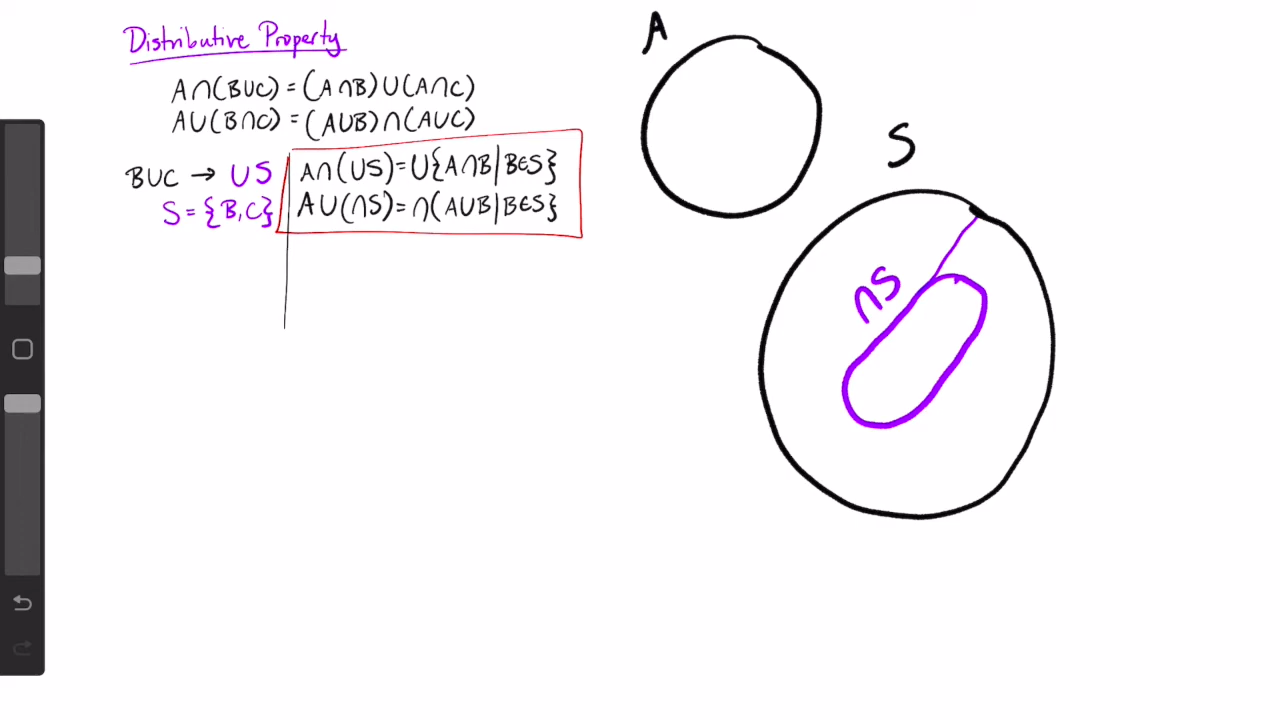 Distributive Property
A∩(B∪C) = (A∩B)∪(A∩C)
A∪(B∩C) = (A∪B)∩(A∪C)
B∪C → ∪S
S = {B,C}
A∩(∪S)=∪{A∩B|B∈S}
A∪(∩S)=∩(A∪B|B∈S}
A
S
∩S